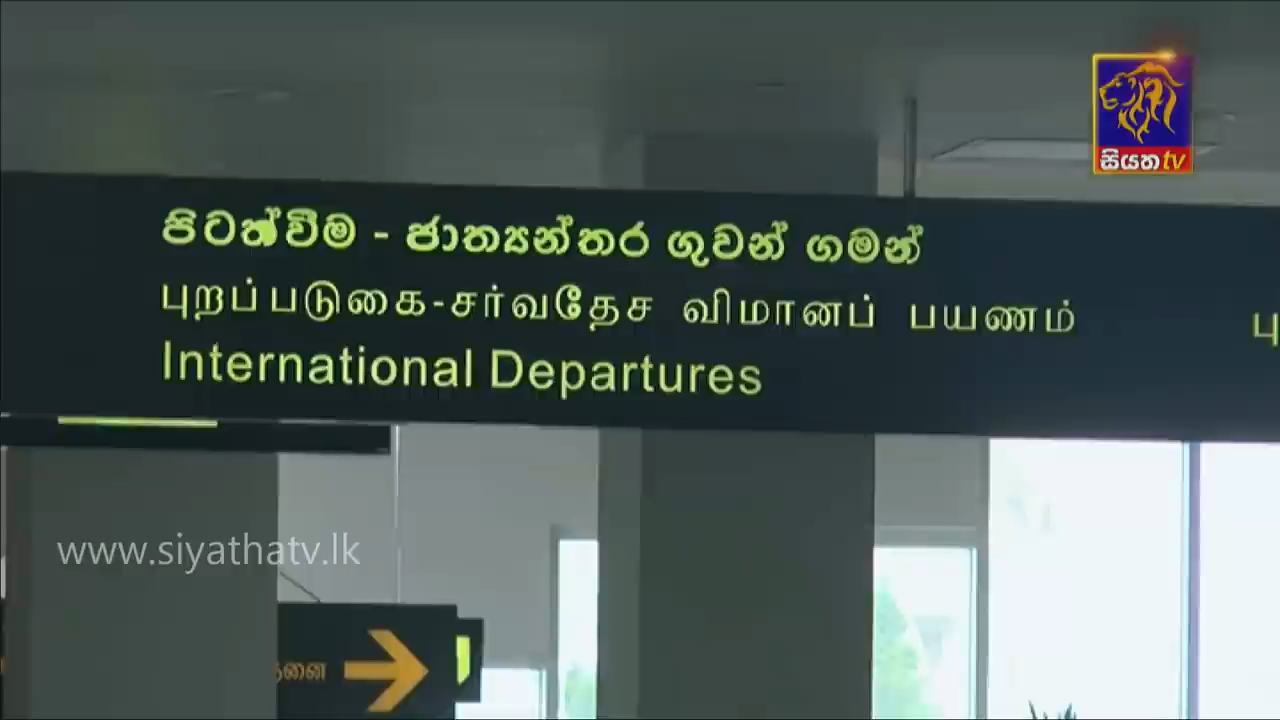 සියත tv
පිටත්වීම - ජාත්‍යන්තර ගුවන් ගමන්
புறப்படுகை-சர்வதேச விமானப் பயணம்
International Departures
www.siyathatv.lk